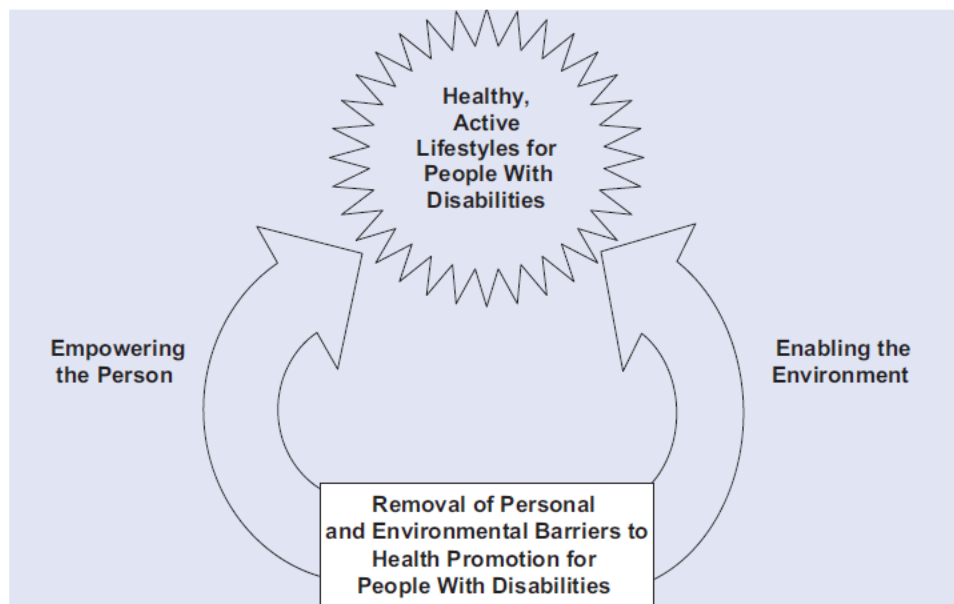 Healthy,
Active
Lifestyles for
People With
Disabilities
Empowering
the Person
Enabling the
Environment
Removal of Personal
and Environmental Barriers to
Health Promotion for
People With Disabilities